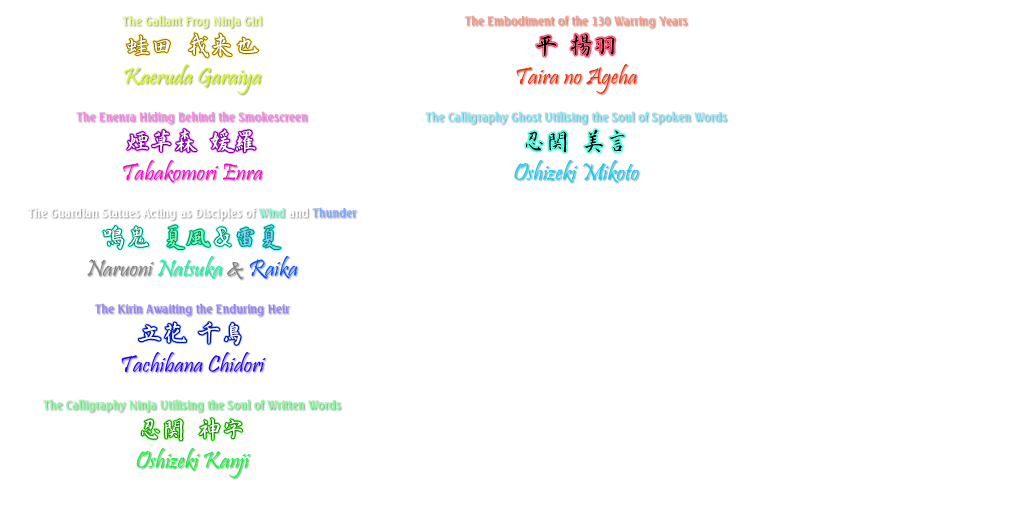 The Gallant Frog Ninja Girl
蛙田 我来也
Kaeruda Garaiya
The Enenra Hiding Behind the Smokescreen
煙草森 煖羅
Tabakomori Enra
The Guardian Statues Acting as Disciples of Wind and Thunder
鳴鬼 夏風&雷夏
Naruoni Natsuka & Raika
The Kirin Awaiting the Enduring Heir
立花 千鳥
Tachibana Chidori
The Calligraphy Ninja Utilising the Soul of Written Words
忍関 神字
Oshizeki Kanji
The Embodiment of the 130 Warring Years
平 揚羽
Taira no Ageha
The Calligraphy Ghost Utilising the Soul of Spoken Words
忍関 美言
Oshizeki Mikoto